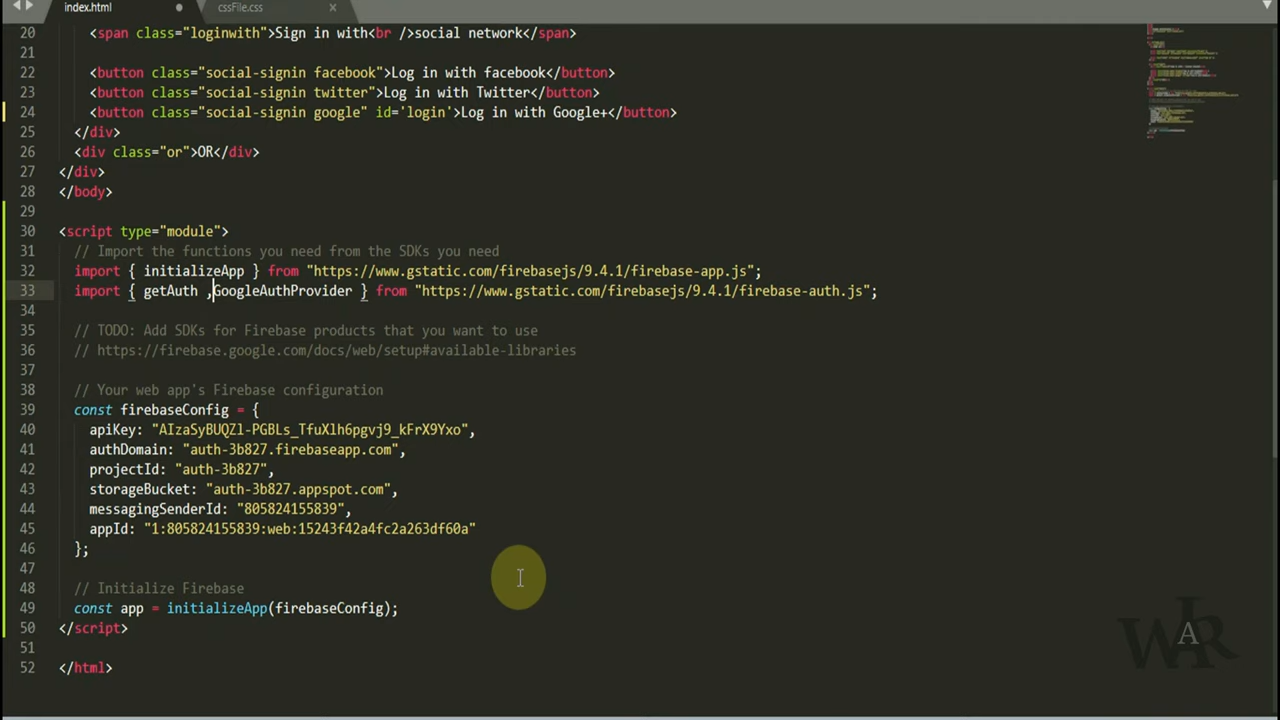 index.html
cssFile.css
20 <span class="loginwith">Sign in with<br />social network</span>
21
22 <button class="social-signin facebook">Log in with facebook</button>
23 <button class="social-signin twitter">Log in with Twitter</button>
24 <button class="social-signin google" id='login'>Log in with Google+</button>
25 </div>
26 <div class="or">OR</div>
27 </div>
28 </body>
29
30 <script type="module">
31 // Import the functions you need from the SDKs you need
32 import { initializeApp } from "https://www.gstatic.com/firebasejs/9.4.1/firebase-app.js";
33 import { getAuth ,GoogleAuthProvider } from "https://www.gstatic.com/firebasejs/9.4.1/firebase-auth.js";
34
35 // TODO: Add SDKs for Firebase products that you want to use
36 // https://firebase.google.com/docs/web/setup#available-libraries
37
38 // Your web app's Firebase configuration
39 const firebaseConfig = {
40 apiKey: "AIzaSyBUQZl-PGBLs_TfuXlh6pgvj9_kFrX9Yxo",
41 authDomain: "auth-3b827.firebaseapp.com",
42 projectId: "auth-3b827",
43 storageBucket: "auth-3b827.appspot.com",
44 messagingSenderId: "805824155839",
45 appId: "1:805824155839:web:15243f42a4fc2a263df60a"
46 };
47
48 // Initialize Firebase
49 const app = initializeApp(firebaseConfig);
50 </script>
51
52 </html>